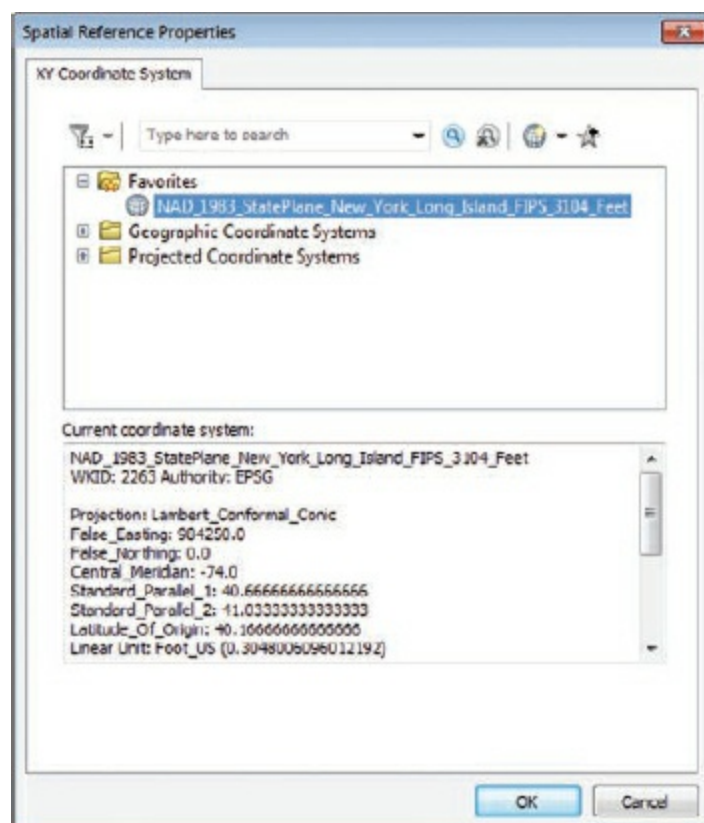 Spatial Reference Properties
XY Coordinate System
Type here to search
Favorites
NAD_1983_StatePlane_New_York_Long_Island_FIPS_3104_Feet
Geographic Coordinate Systems
Projected Coordinate Systems
Current coordinate system:
NAD_1983_StatePlane_New_York_Long_Island_FIPS_3104_Feet
WKID: 2263 Authority: EPSG
Projection: Lambert_Conformal_Conic
False_Easting: 984250.0
False_Northing: 0.0
Central_Meridian: -74.0
Standard_Parallel_1: 40.66666666666666
Standard_Parallel_2: 41.03333333333333
Latitude_Of_Origin: 40.16666666666666
Linear Unit: Foot_US (0.3048006096012192)
OK
Cancel